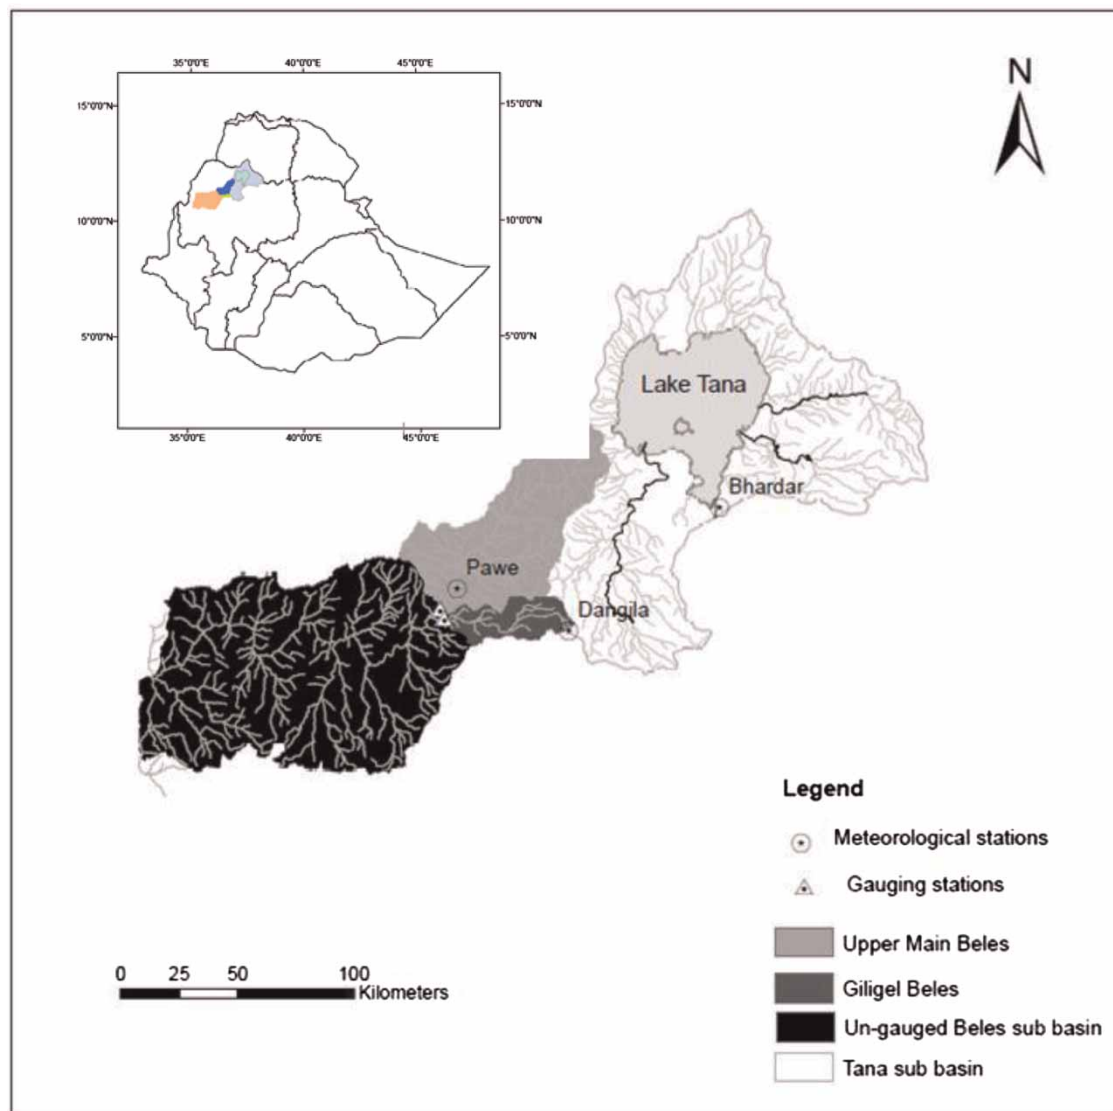 35°0'0"E
40°0'0"E
45°0'0"E
15°0'0"N
15°0'0"N
10°0'0"N
10°0'0"N
5°0'0"N
5°0'0"N
35°0'0"E
40°0'0"E
45°0'0"E
N
Lake Tana
Bhardar
Pawe
Dangila
Legend
Meteorological stations
Gauging stations
Upper Main Beles
Giligel Beles
Un-gauged Beles sub basin
Tana sub basin
0 25 50 100
Kilometers